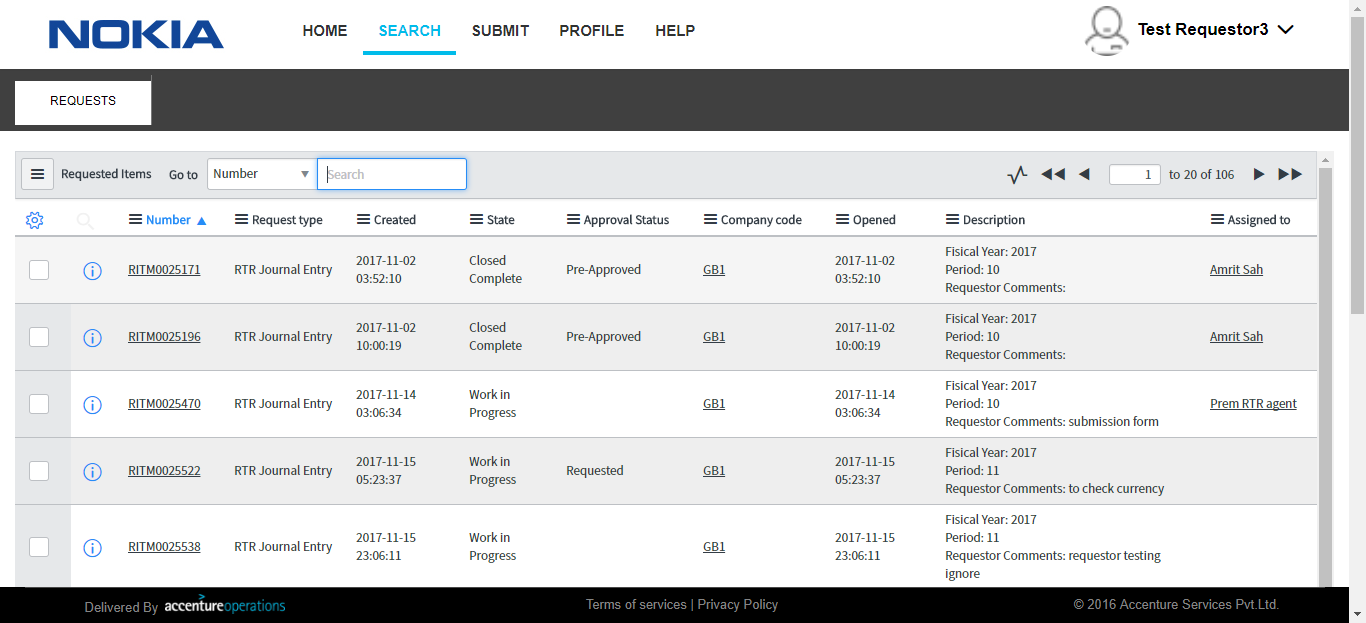 NOKIA HOME SEARCH SUBMIT PROFILE HELP Test Requestor3
REQUESTS
Requested Items Go to Number Search 1 to 20 of 106
Number Request type Created State Approval Status Company code Opened Description Assigned to
RITM0025171 RTR Journal Entry 2017-11-02 03:52:10 Closed Complete Pre-Approved GB1 2017-11-02 03:52:10 Fisical Year: 2017
Period: 10
Requestor Comments: Amrit Sah
RITM0025196 RTR Journal Entry 2017-11-02 10:00:19 Closed Complete Pre-Approved GB1 2017-11-02 10:00:19 Fisical Year: 2017
Period: 10
Requestor Comments: Amrit Sah
RITM0025470 RTR Journal Entry 2017-11-14 03:06:34 Work in Progress GB1 2017-11-14 03:06:34 Fisical Year: 2017
Period: 10
Requestor Comments: submission form Prem RTR agent
RITM0025522 RTR Journal Entry 2017-11-15 05:23:37 Work in Progress Requested GB1 2017-11-15 05:23:37 Fisical Year: 2017
Period: 11
Requestor Comments: to check currency
RITM0025538 RTR Journal Entry 2017-11-15 23:06:11 Work in Progress GB1 2017-11-15 23:06:11 Fisical Year: 2017
Period: 11
Requestor Comments: requestor testing
ignore
Delivered By accentureoperations Terms of services | Privacy Policy © 2016 Accenture Services Pvt.Ltd.